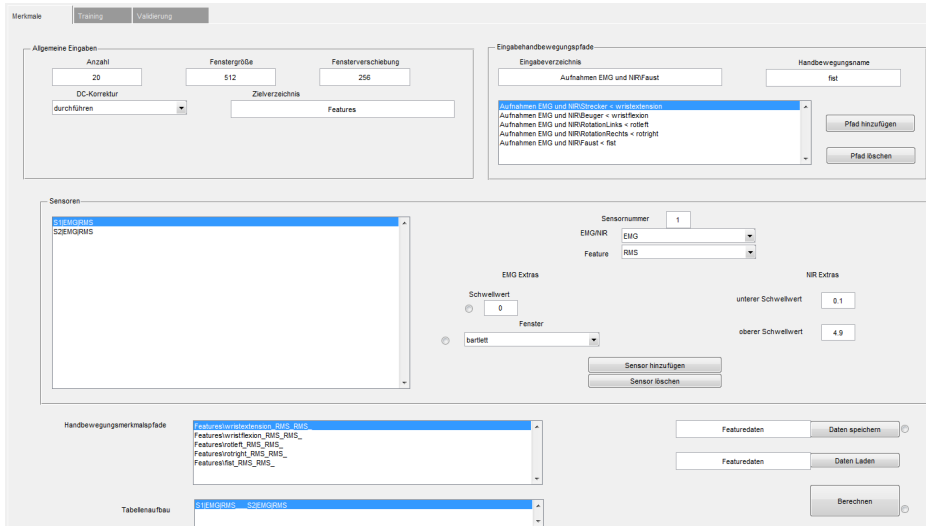 Merkmale Training Validierung
Allgemeine Eingaben
Anzahl Fenstergröße Fensterverschiebung
20 512 256
DC-Korrektur Zielverzeichnis
durchführen Features
Eingabehandbewegungspfade
Eingabeverzeichnis Handbewegungsname
Aufnahmen EMG und NIR\Faust fist
Aufnahmen EMG und NIR\Strecker < wristextension
Aufnahmen EMG und NIR\Beuger < wristflexion
Aufnahmen EMG und NIR\RotationLinks < rotleft
Aufnahmen EMG und NIR\RotationRechts < rotright
Aufnahmen EMG und NIR\Faust < fist
Pfad hinzufügen
Pfad löschen
Sensoren
S1|EMG|RMS
S2|EMG|RMS
Sensornummer 1
EMG/NIR EMG
Feature RMS
EMG Extras NIR Extras
Schwellwert
0
unterer Schwellwert 0.1
Fenster
bartlett
oberer Schwellwert 4.9
Sensor hinzufügen
Sensor löschen
Handbewegungsmerkmalspfade
Features\wristextension_RMS_RMS_
Features\wristflexion_RMS_RMS_
Features\rotleft_RMS_RMS_
Features\rotright_RMS_RMS_
Features\fist_RMS_RMS_
Featuredaten Daten speichern
Featuredaten Daten Laden
Berechnen
Tabellenaufbau
S1|EMG|RMS___S2|EMG|RMS